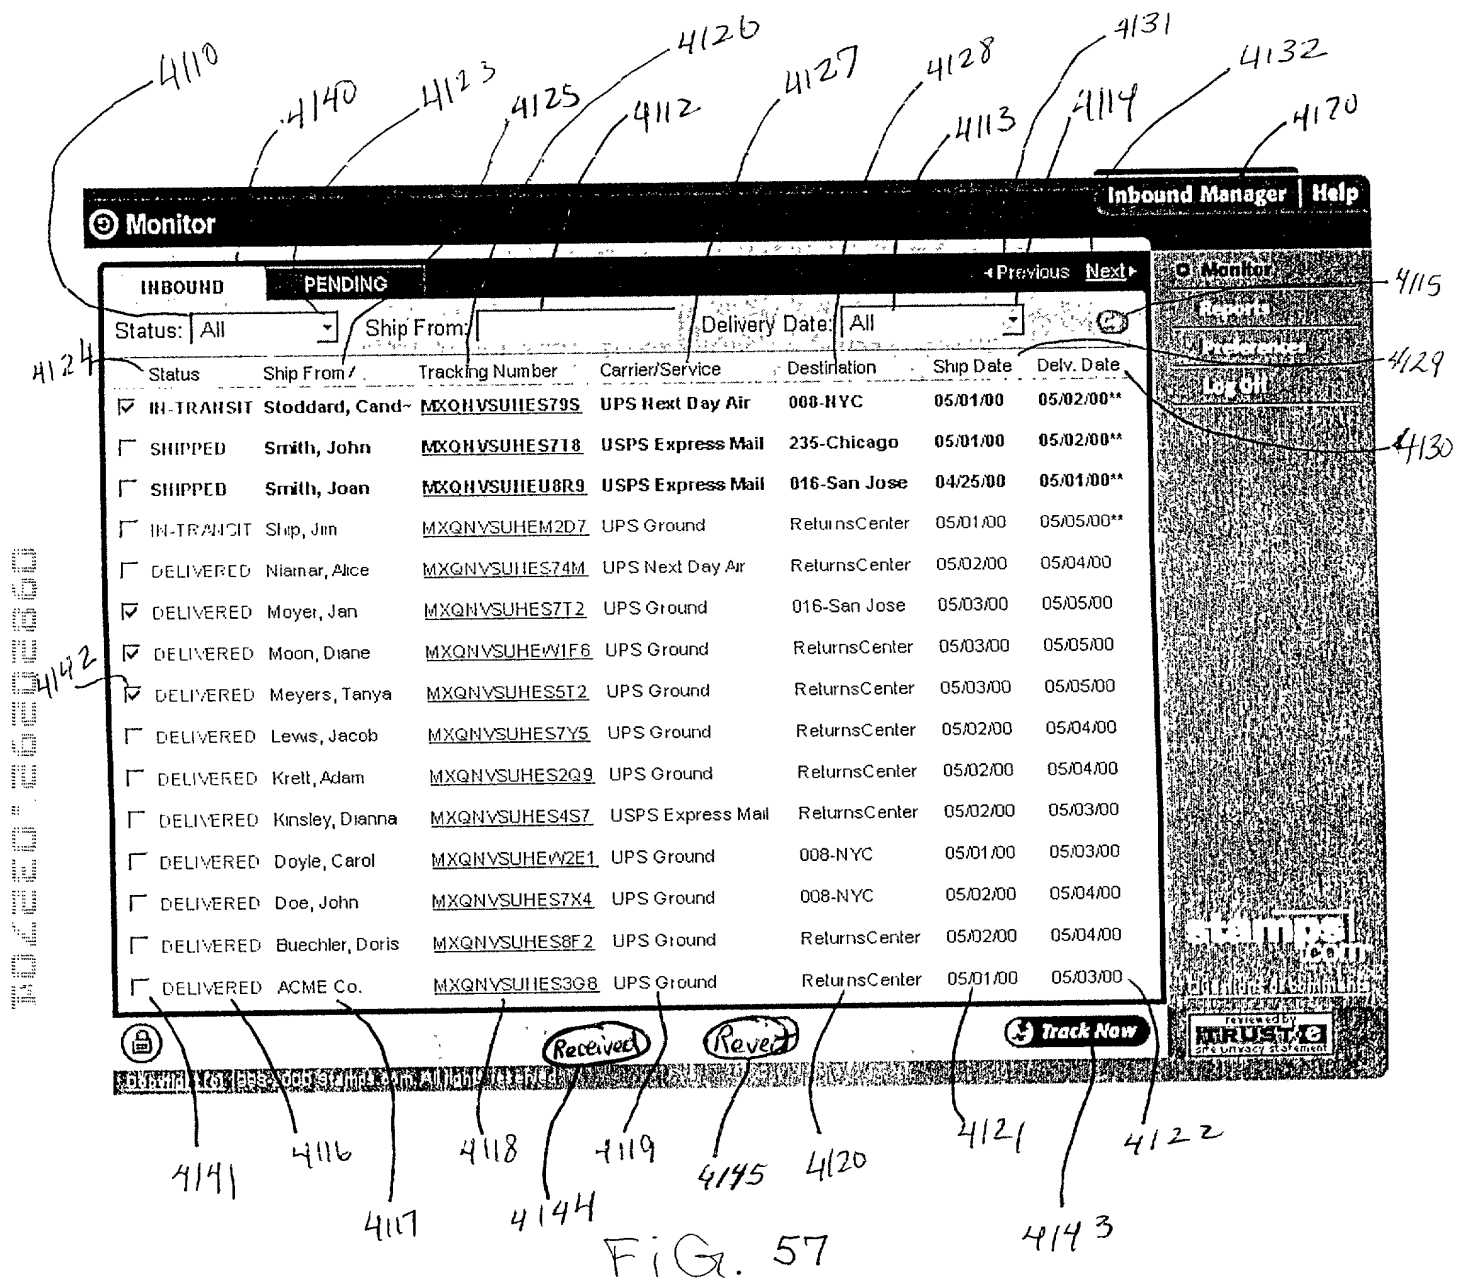 4110
4140
4123
4125
4126
4112
4127
4128
4113
4131
4114
4132
4170
Inbound Manager | Help
Monitor
INBOUND PENDING Previous Next
Status: All Ship From: Delivery Date: All
4115
4124
4129
4130
Status Ship From Tracking Number Carrier/Service Destination Ship Date Delv. Date
IN-TRANSIT Stoddard, Cand~ MXQNVSUHES79S UPS Next Day Air 008-NYC 05/01/00 05/02/00**
SHIPPED Smith, John MXQNVSUHES7T8 USPS Express Mail 235-Chicago 05/01/00 05/02/00**
SHIPPED Smith, Joan MXQNVSUHEU8R9 USPS Express Mail 016-San Jose 04/25/00 05/01/00**
IN-TRANSIT Ship, Jim MXQNVSUHEM2D7 UPS Ground ReturnsCenter 05/01/00 05/05/00**
DELIVERED Niamar, Alice MXQNVSUHES74M UPS Next Day Air ReturnsCenter 05/02/00 05/04/00
DELIVERED Moyer, Jan MXQNVSUHES7T2 UPS Ground 016-San Jose 05/03/00 05/05/00
DELIVERED Moon, Diane MXQNVSUHEW1F6 UPS Ground ReturnsCenter 05/03/00 05/05/00
4142
DELIVERED Meyers, Tanya MXQNVSUHES5T2 UPS Ground ReturnsCenter 05/03/00 05/05/00
DELIVERED Lewis, Jacob MXQNVSUHES7Y5 UPS Ground ReturnsCenter 05/02/00 05/04/00
DELIVERED Krett, Adam MXQNVSUHES2Q9 UPS Ground ReturnsCenter 05/02/00 05/04/00
DELIVERED Kinsley, Dianna MXQNVSUHES4S7 USPS Express Mail ReturnsCenter 05/02/00 05/03/00
DELIVERED Doyle, Carol MXQNVSUHEW2E1 UPS Ground 008-NYC 05/01/00 05/03/00
DELIVERED Doe, John MXQNVSUHES7X4 UPS Ground 008-NYC 05/02/00 05/04/00
DELIVERED Buechler, Doris MXQNVSUHES8F2 UPS Ground ReturnsCenter 05/02/00 05/04/00
DELIVERED ACME Co. MXQNVSUHES3G8 UPS Ground ReturnsCenter 05/01/00 05/03/00
Monitor
Reports
Log Off
stamps.com
reviewed by
TRUSTe
site privacy statement
Received Revert Track Now
4141
4116
4117
4118
4144
4119
4145
4120
4121
4143
4122
FIG. 57